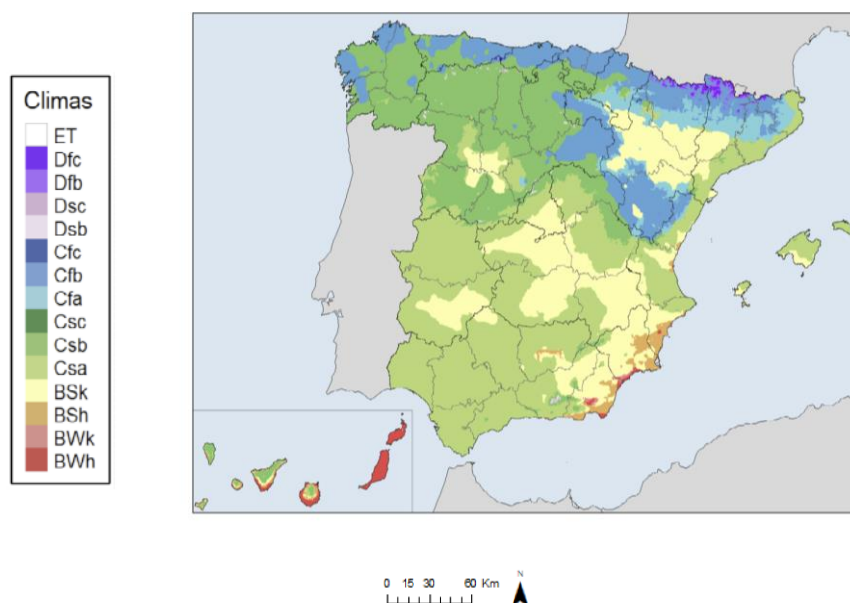 Climas
ET
Dfc
Dfb
Dsc
Dsb
Cfc
Cfb
Cfa
Csc
Csb
Csa
BSk
BSh
BWk
BWh
0 15 30 60 Km
N